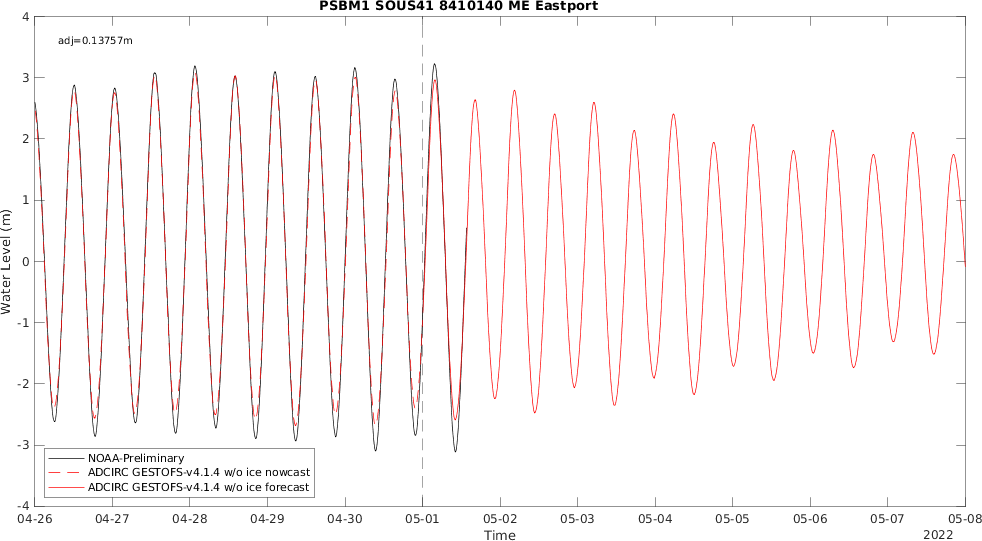 PSBM1 SOUS41 8410140 ME Eastport
adj=0.13757m
4
3
2
1
0
-1
-2
-3
-4
Water Level (m)
NOAA-Preliminary
ADCIRC GESTOFS-v4.1.4 w/o ice nowcast
ADCIRC GESTOFS-v4.1.4 w/o ice forecast
04-26 04-27 04-28 04-29 04-30 05-01 05-02 05-03 05-04 05-05 05-06 05-07 05-08
Time
2022